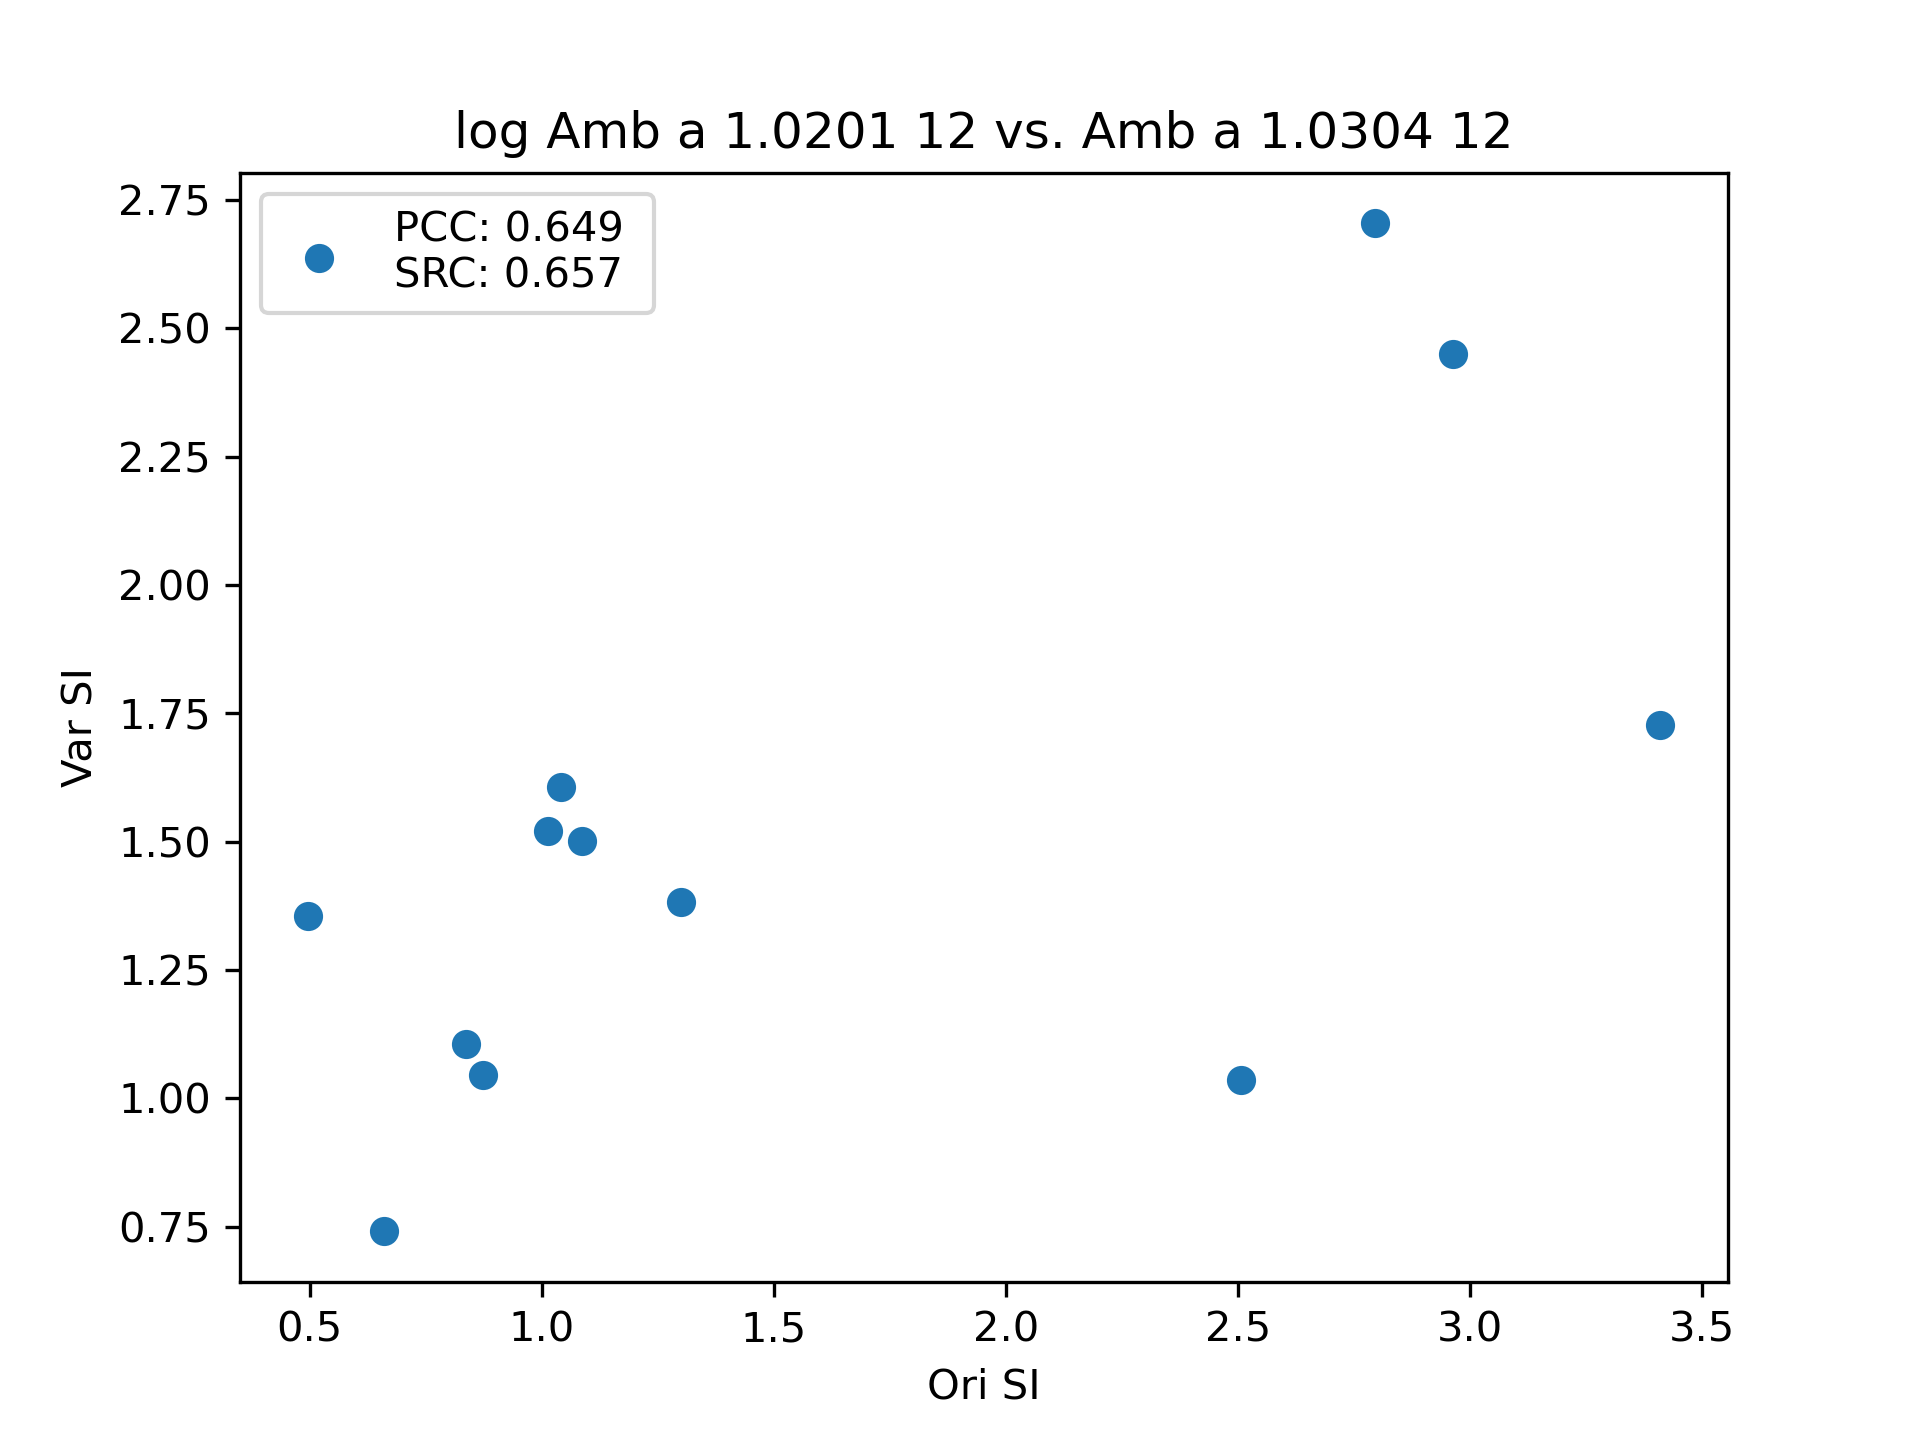 log Amb a 1.0201 12 vs. Amb a 1.0304 12
PCC: 0.649
SRC: 0.657
Var SI
2.75
2.50
2.25
2.00
1.75
1.50
1.25
1.00
0.75
0.5 1.0 1.5 2.0 2.5 3.0 3.5
Ori SI